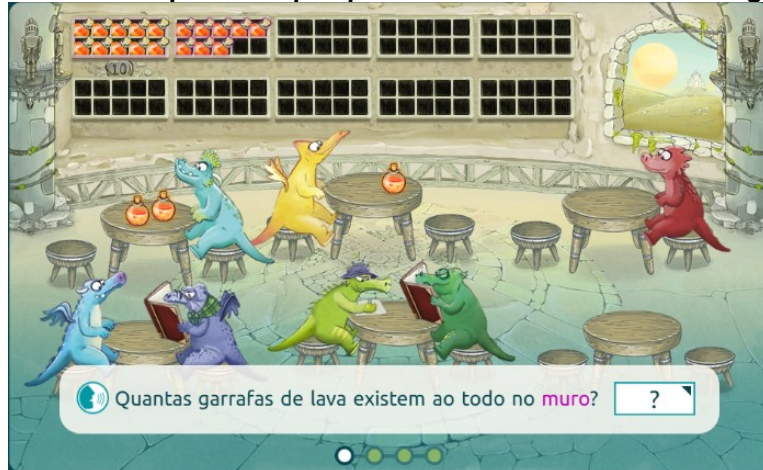 (10)
Quantas garrafas de lava existem ao todo no muro? ?